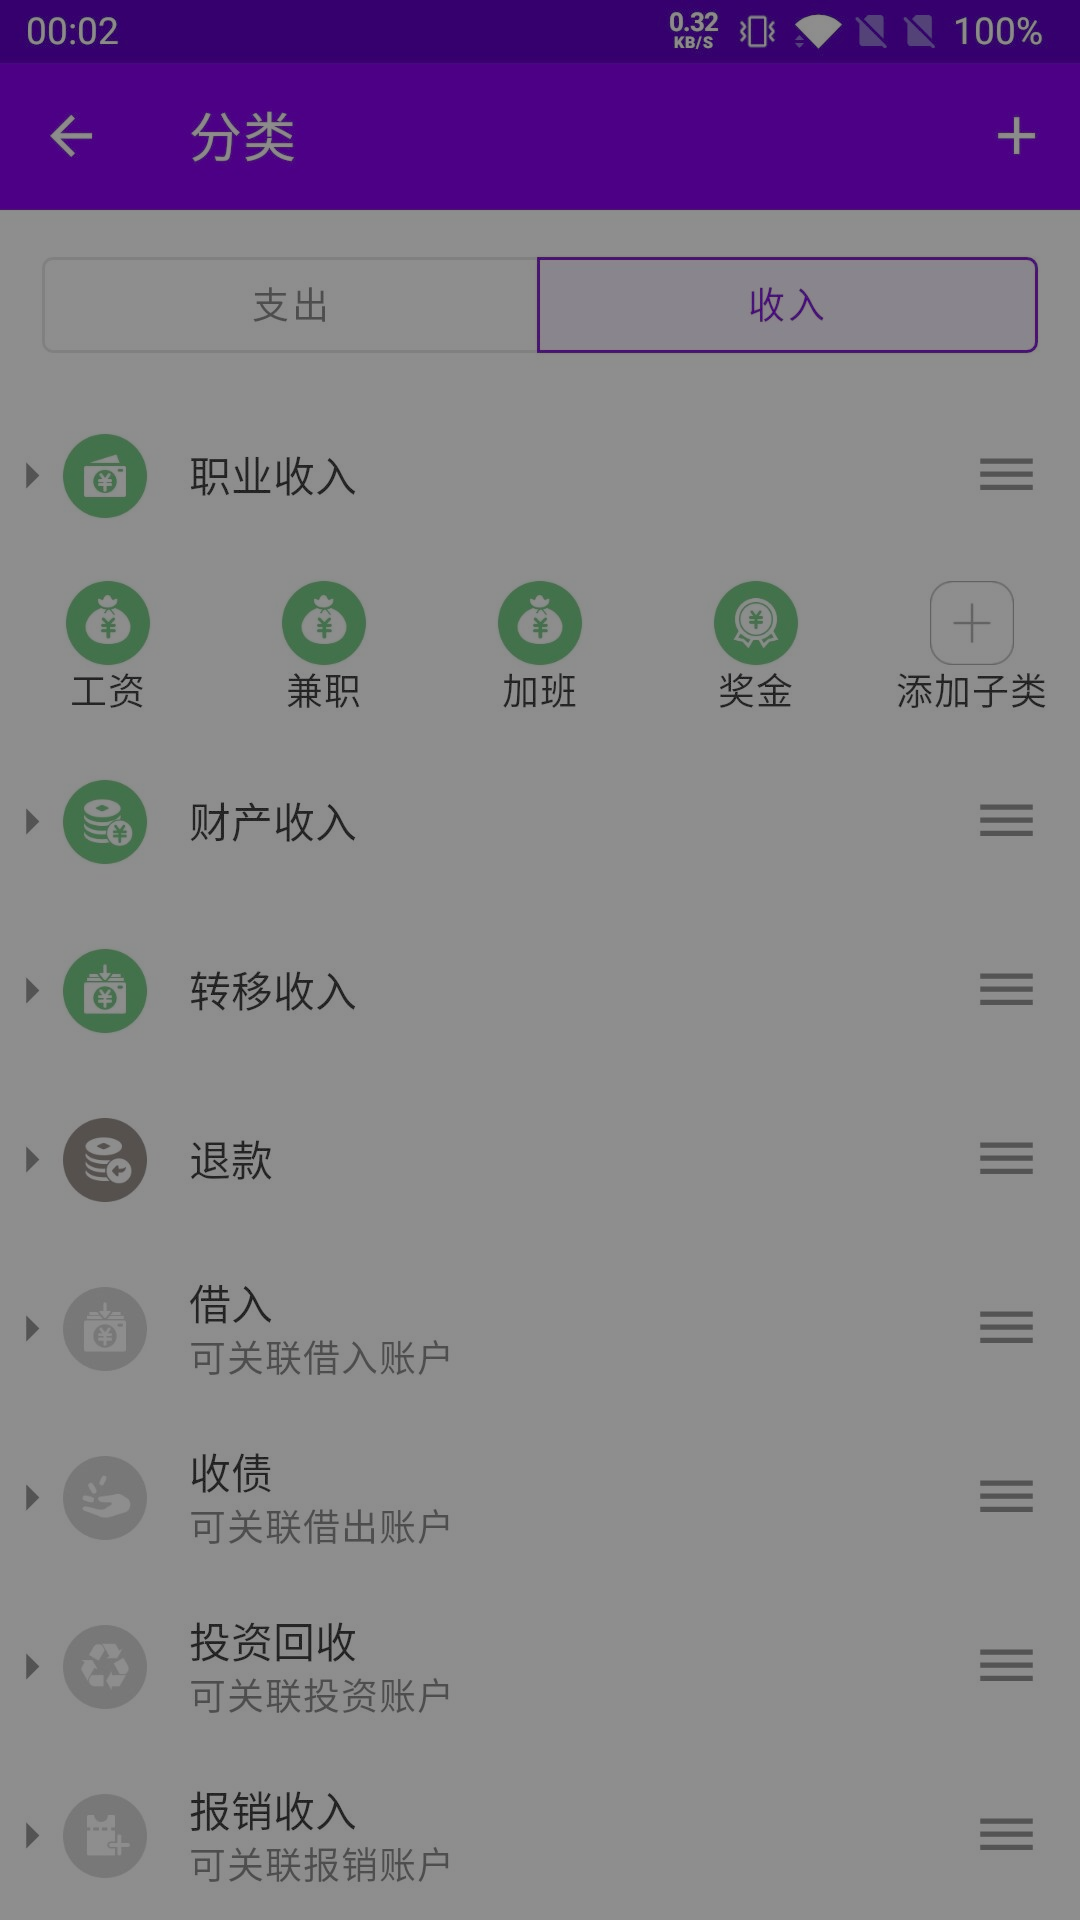 00:02
0.32
KB/S
100%
分类
支出
收入
职业收入
工资
兼职
加班
奖金
添加子类
财产收入
转移收入
退款
借入
可关联借入账户
收债
可关联借出账户
投资回收
可关联投资账户
报销收入
可关联报销账户